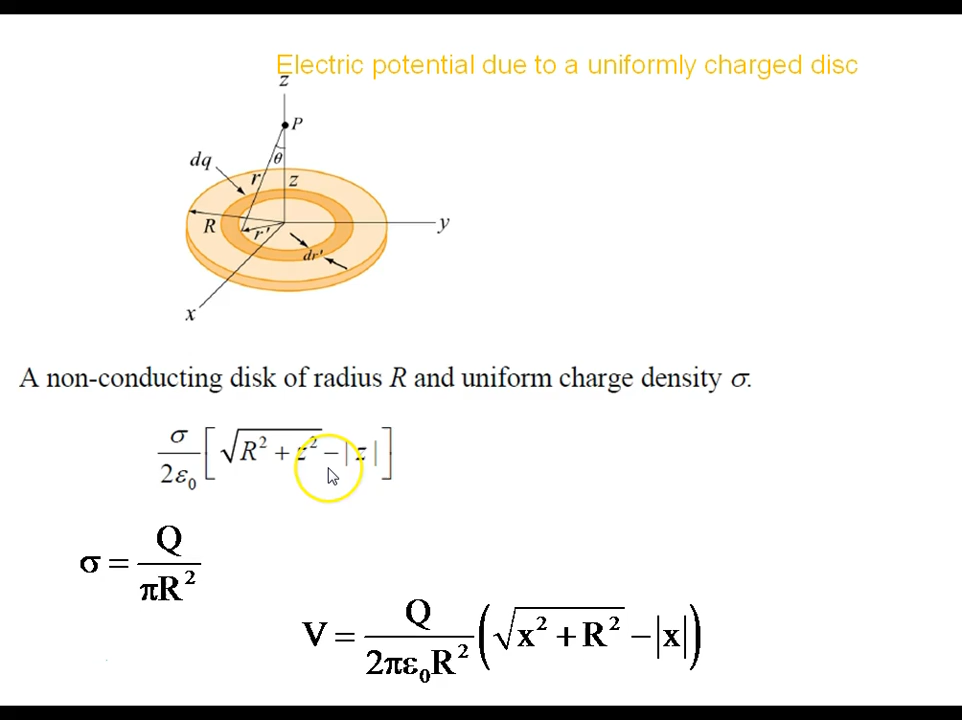 Electric potential due to a uniformly charged disc
z
P
θ
dq
r
z
R
r'
y
dr'
x
A non-conducting disk of radius R and uniform charge density σ.
σ/2ε₀ [√(R² + z²) − | z |]
σ = Q/πR²
V = Q/2πε₀R² (√(x² + R²) − |x|)